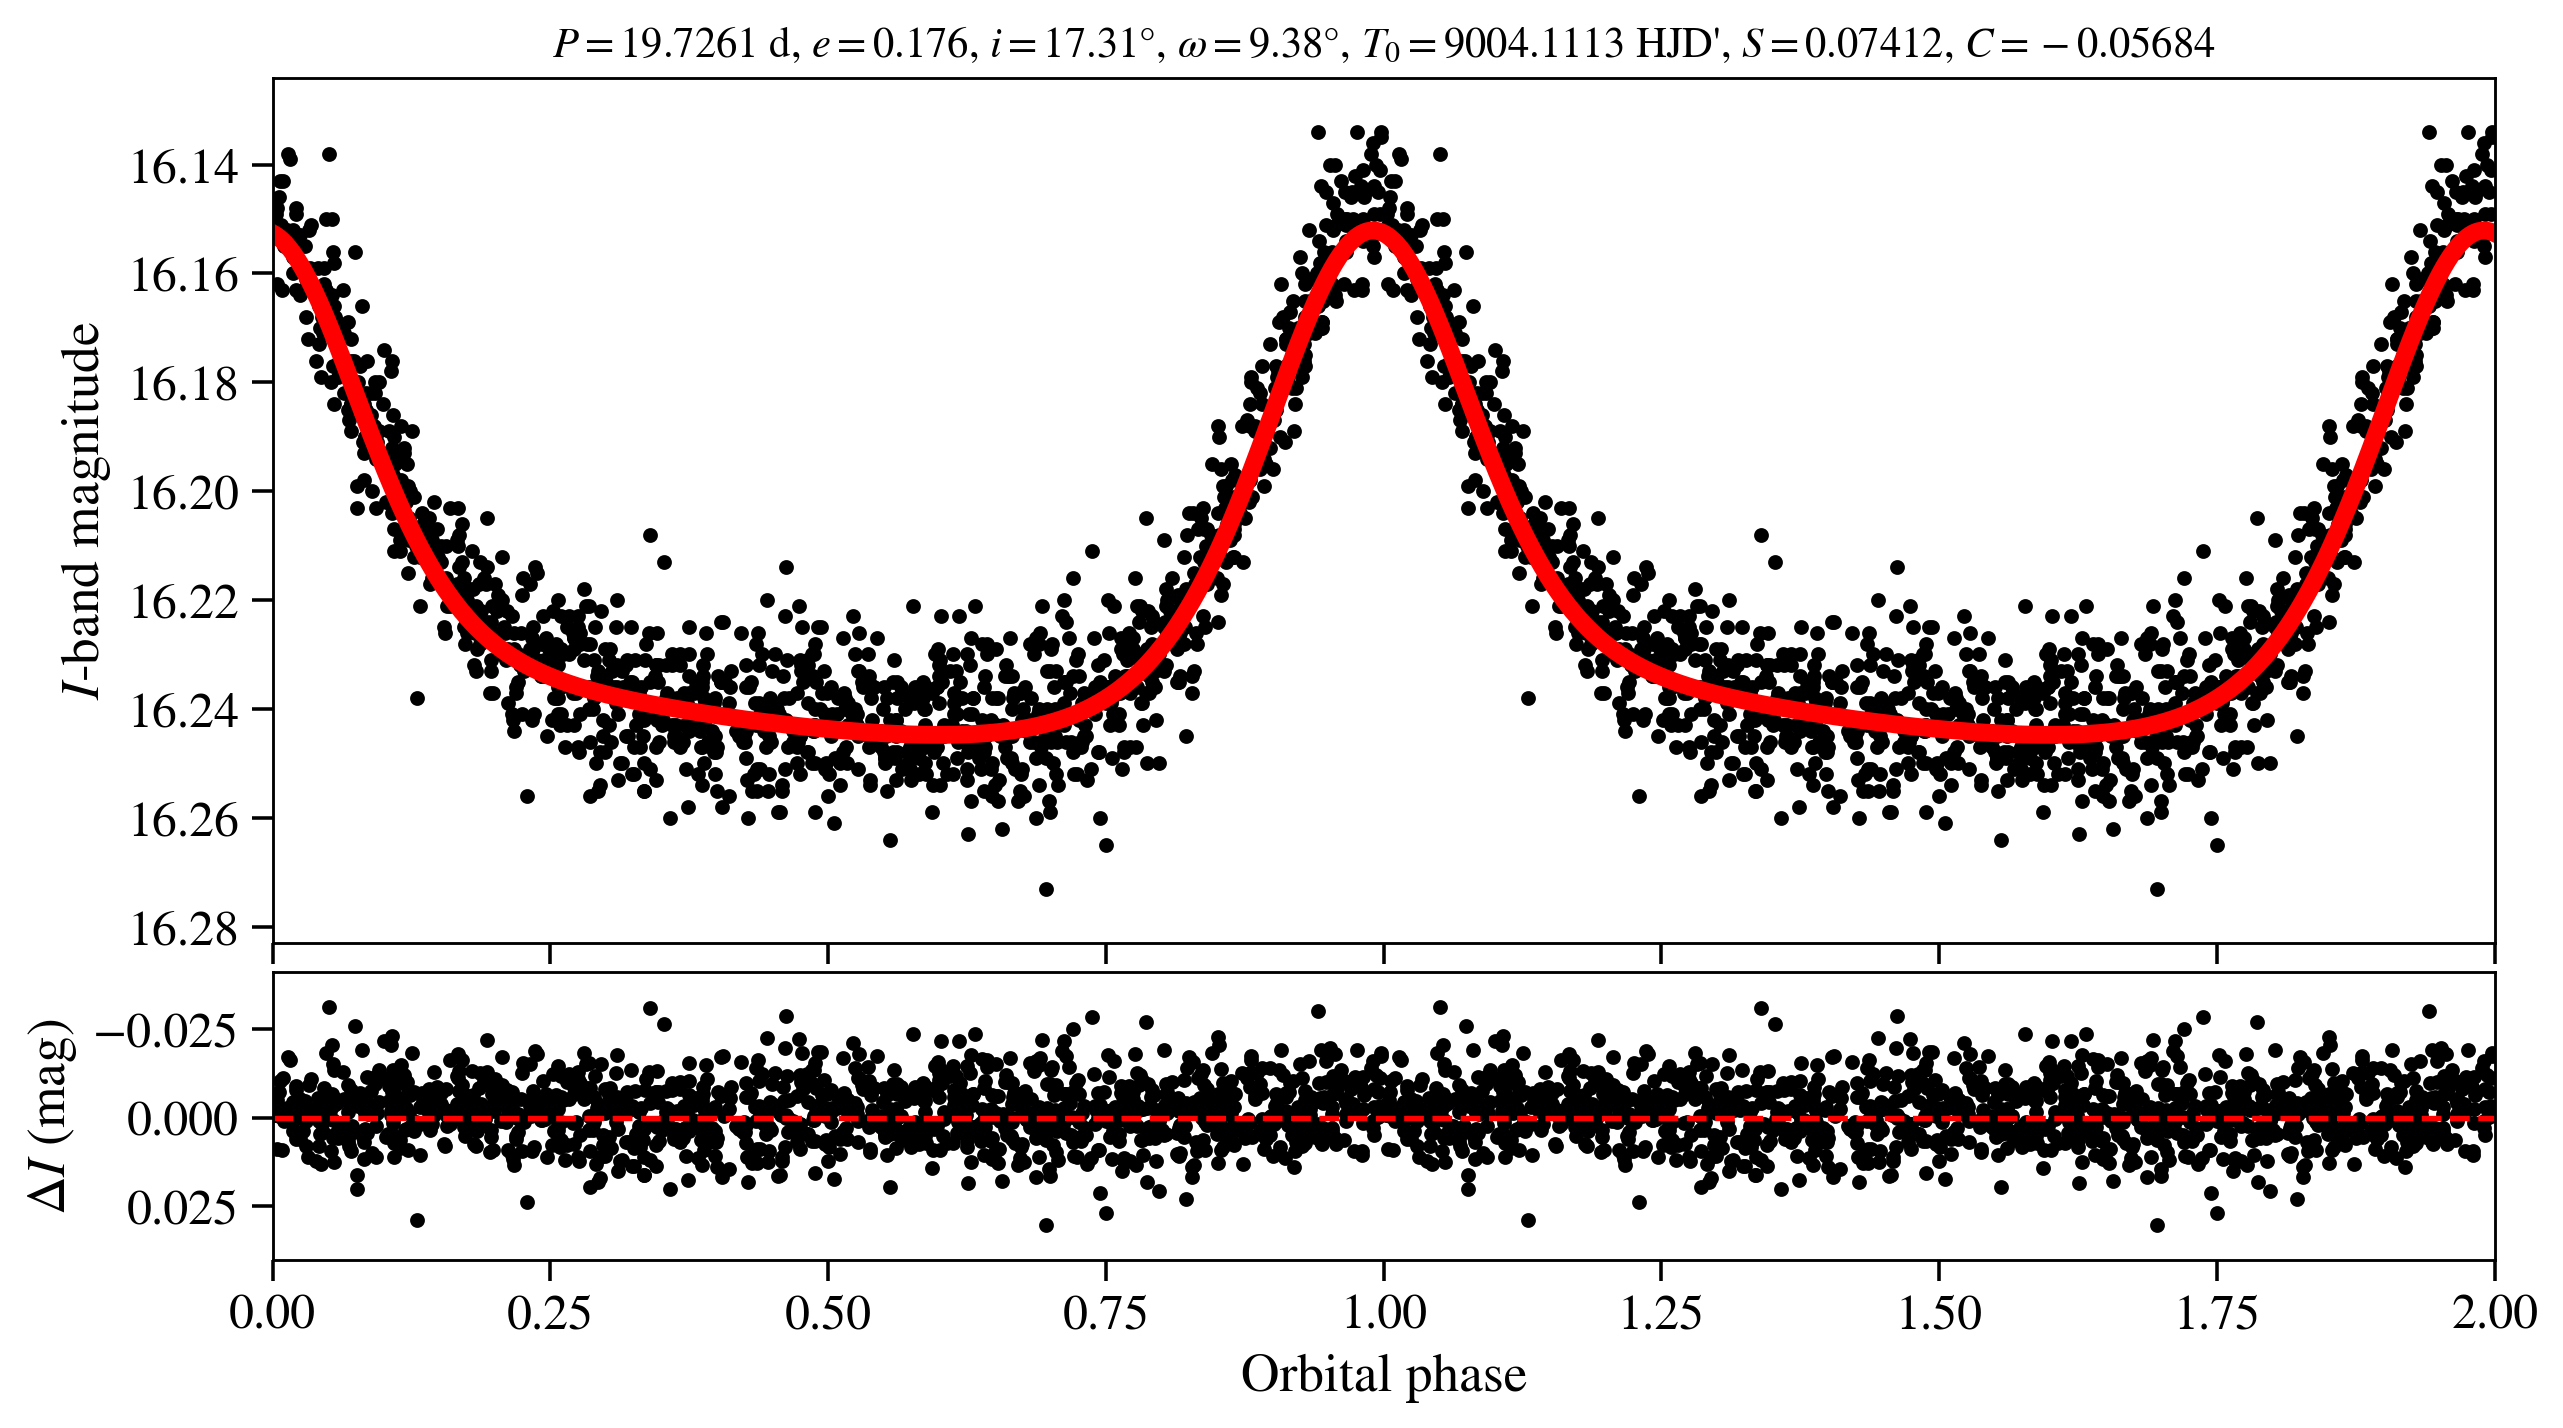 P = 19.7261 d, e = 0.176, i = 17.31°, ω = 9.38°, T₀ = 9004.1113 HJD', S = 0.07412, C = −0.05684
I-band magnitude
16.14
16.16
16.18
16.20
16.22
16.24
16.26
16.28
ΔI (mag)
−0.025
0.000
0.025
0.00 0.25 0.50 0.75 1.00 1.25 1.50 1.75 2.00
Orbital phase